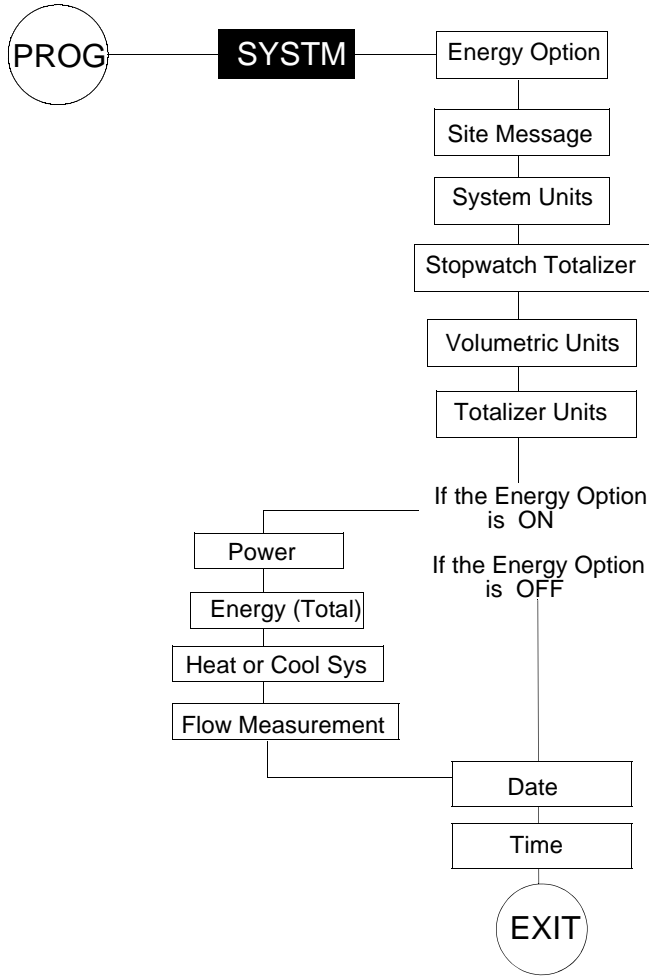 PROG
SYSTM
Energy Option
Site Message
System Units
Stopwatch Totalizer
Volumetric Units
Totalizer Units
If the Energy Option
is ON
If the Energy Option
is OFF
Power
Energy (Total)
Heat or Cool Sys
Flow Measurement
Date
Time
EXIT